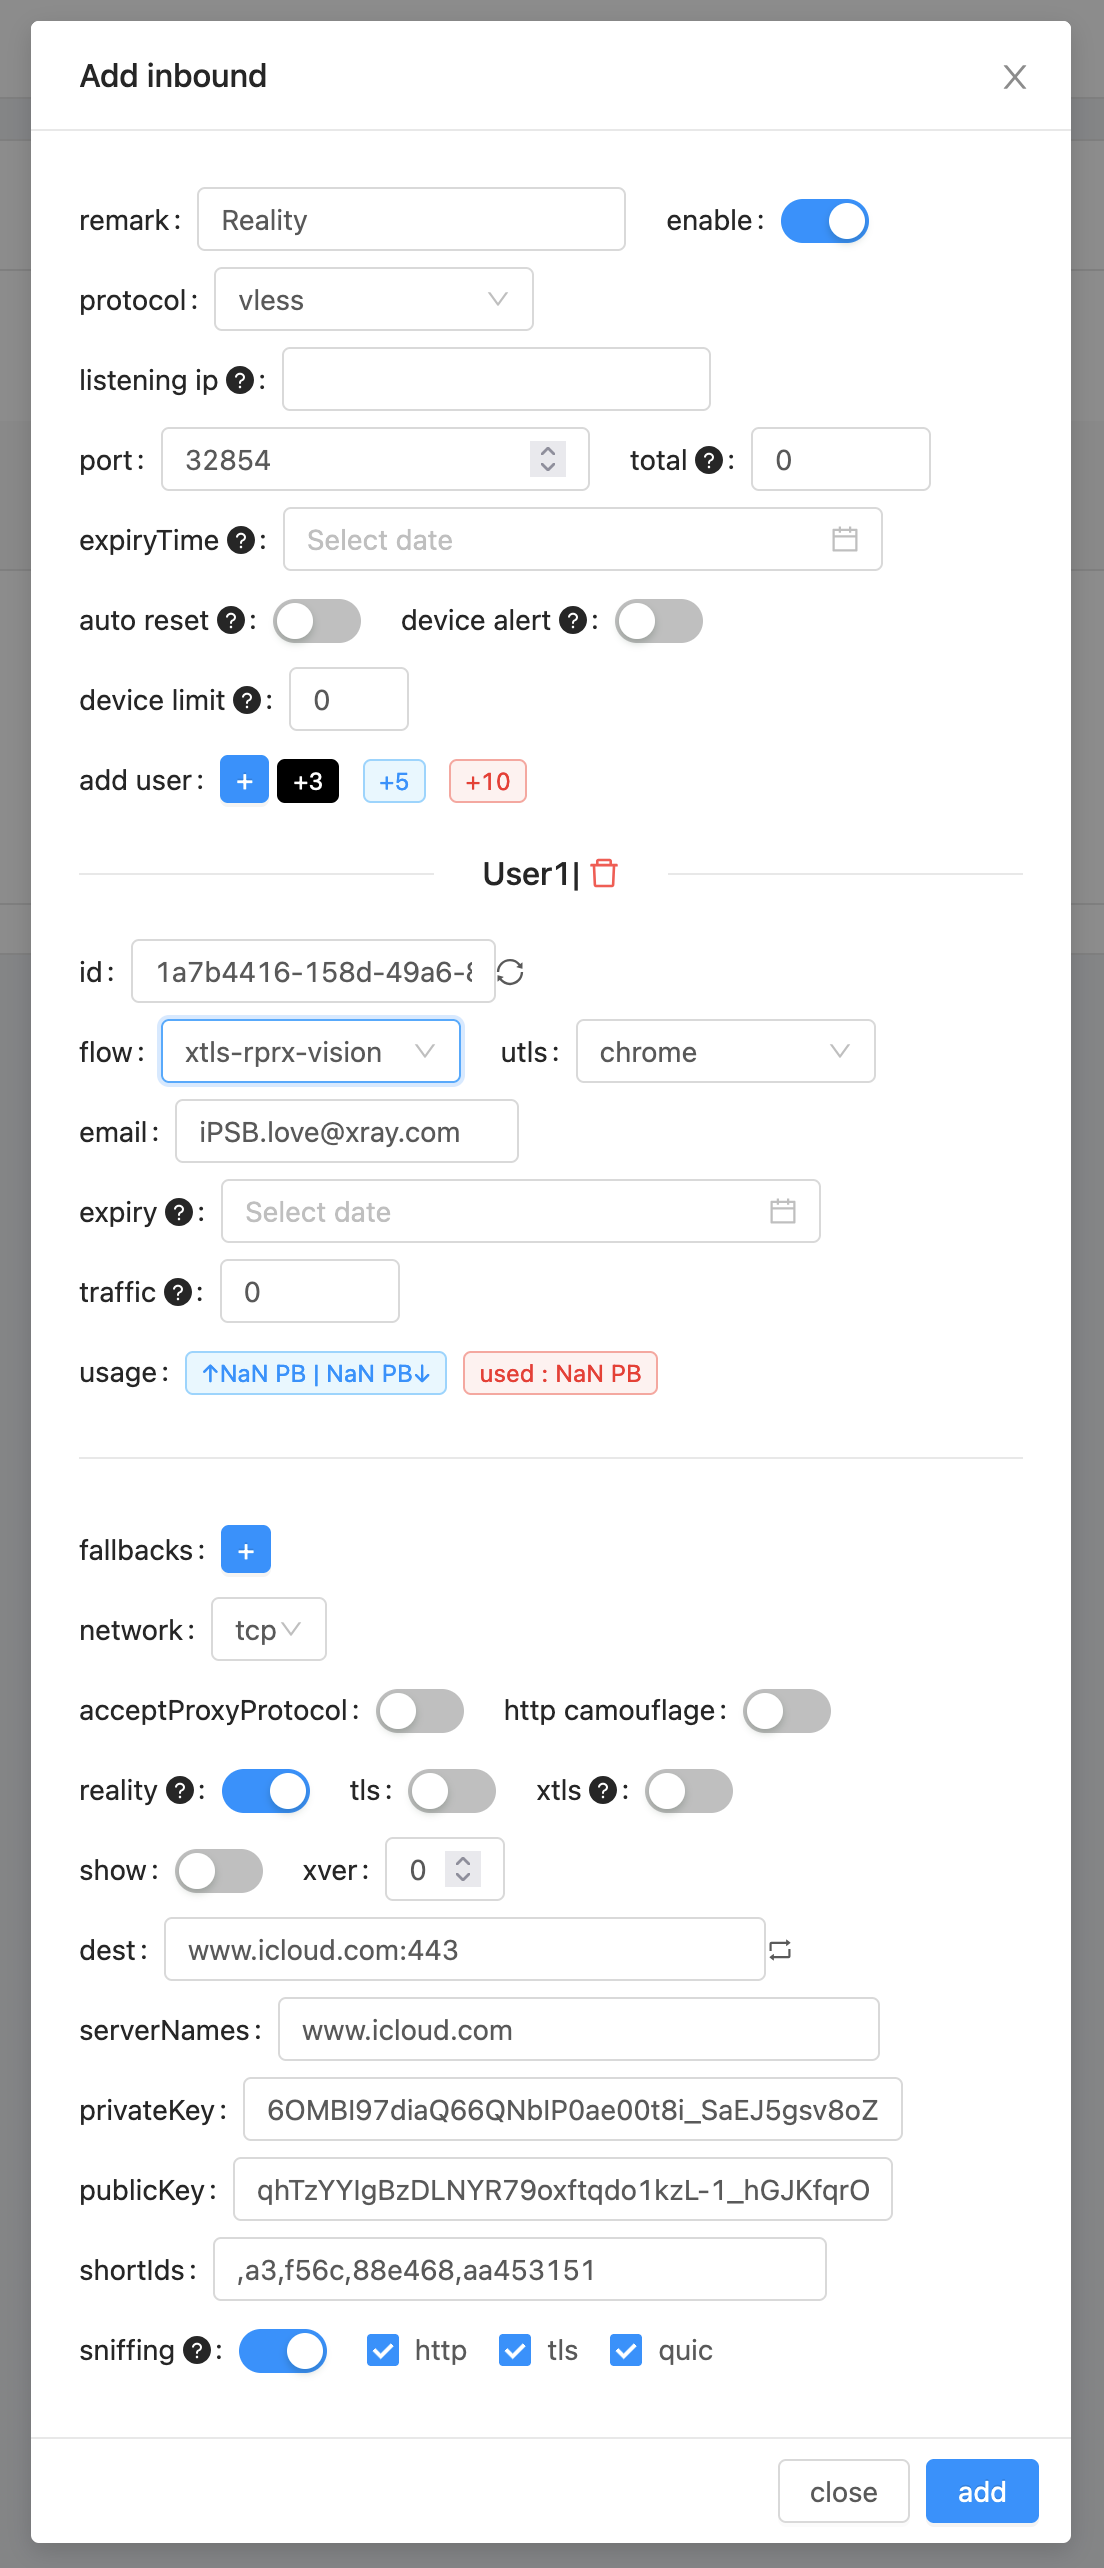 Add inbound
remark: Reality enable:
protocol: vless
listening ip ?:
port: 32854 total ?: 0
expiryTime ?: Select date
auto reset ?: device alert ?:
device limit ?: 0
add user: + +3 +5 +10
User1|
id: 1a7b4416-158d-49a6-8
flow: xtls-rprx-vision utls: chrome
email: iPSB.love@xray.com
expiry ?: Select date
traffic ?: 0
usage: ↑NaN PB | NaN PB↓ used : NaN PB
fallbacks: +
network: tcp
acceptProxyProtocol: http camouflage:
reality ?: tls: xtls ?:
show: xver: 0
dest: www.icloud.com:443
serverNames: www.icloud.com
privateKey: 6OMBI97diaQ66QNbIP0ae00t8i_SaEJ5gsv8oZ
publicKey: qhTzYYIgBzDLNYR79oxftqdo1kzL-1_hGJKfqrO
shortIds: ,a3,f56c,88e468,aa453151
sniffing ?: http tls quic
close add